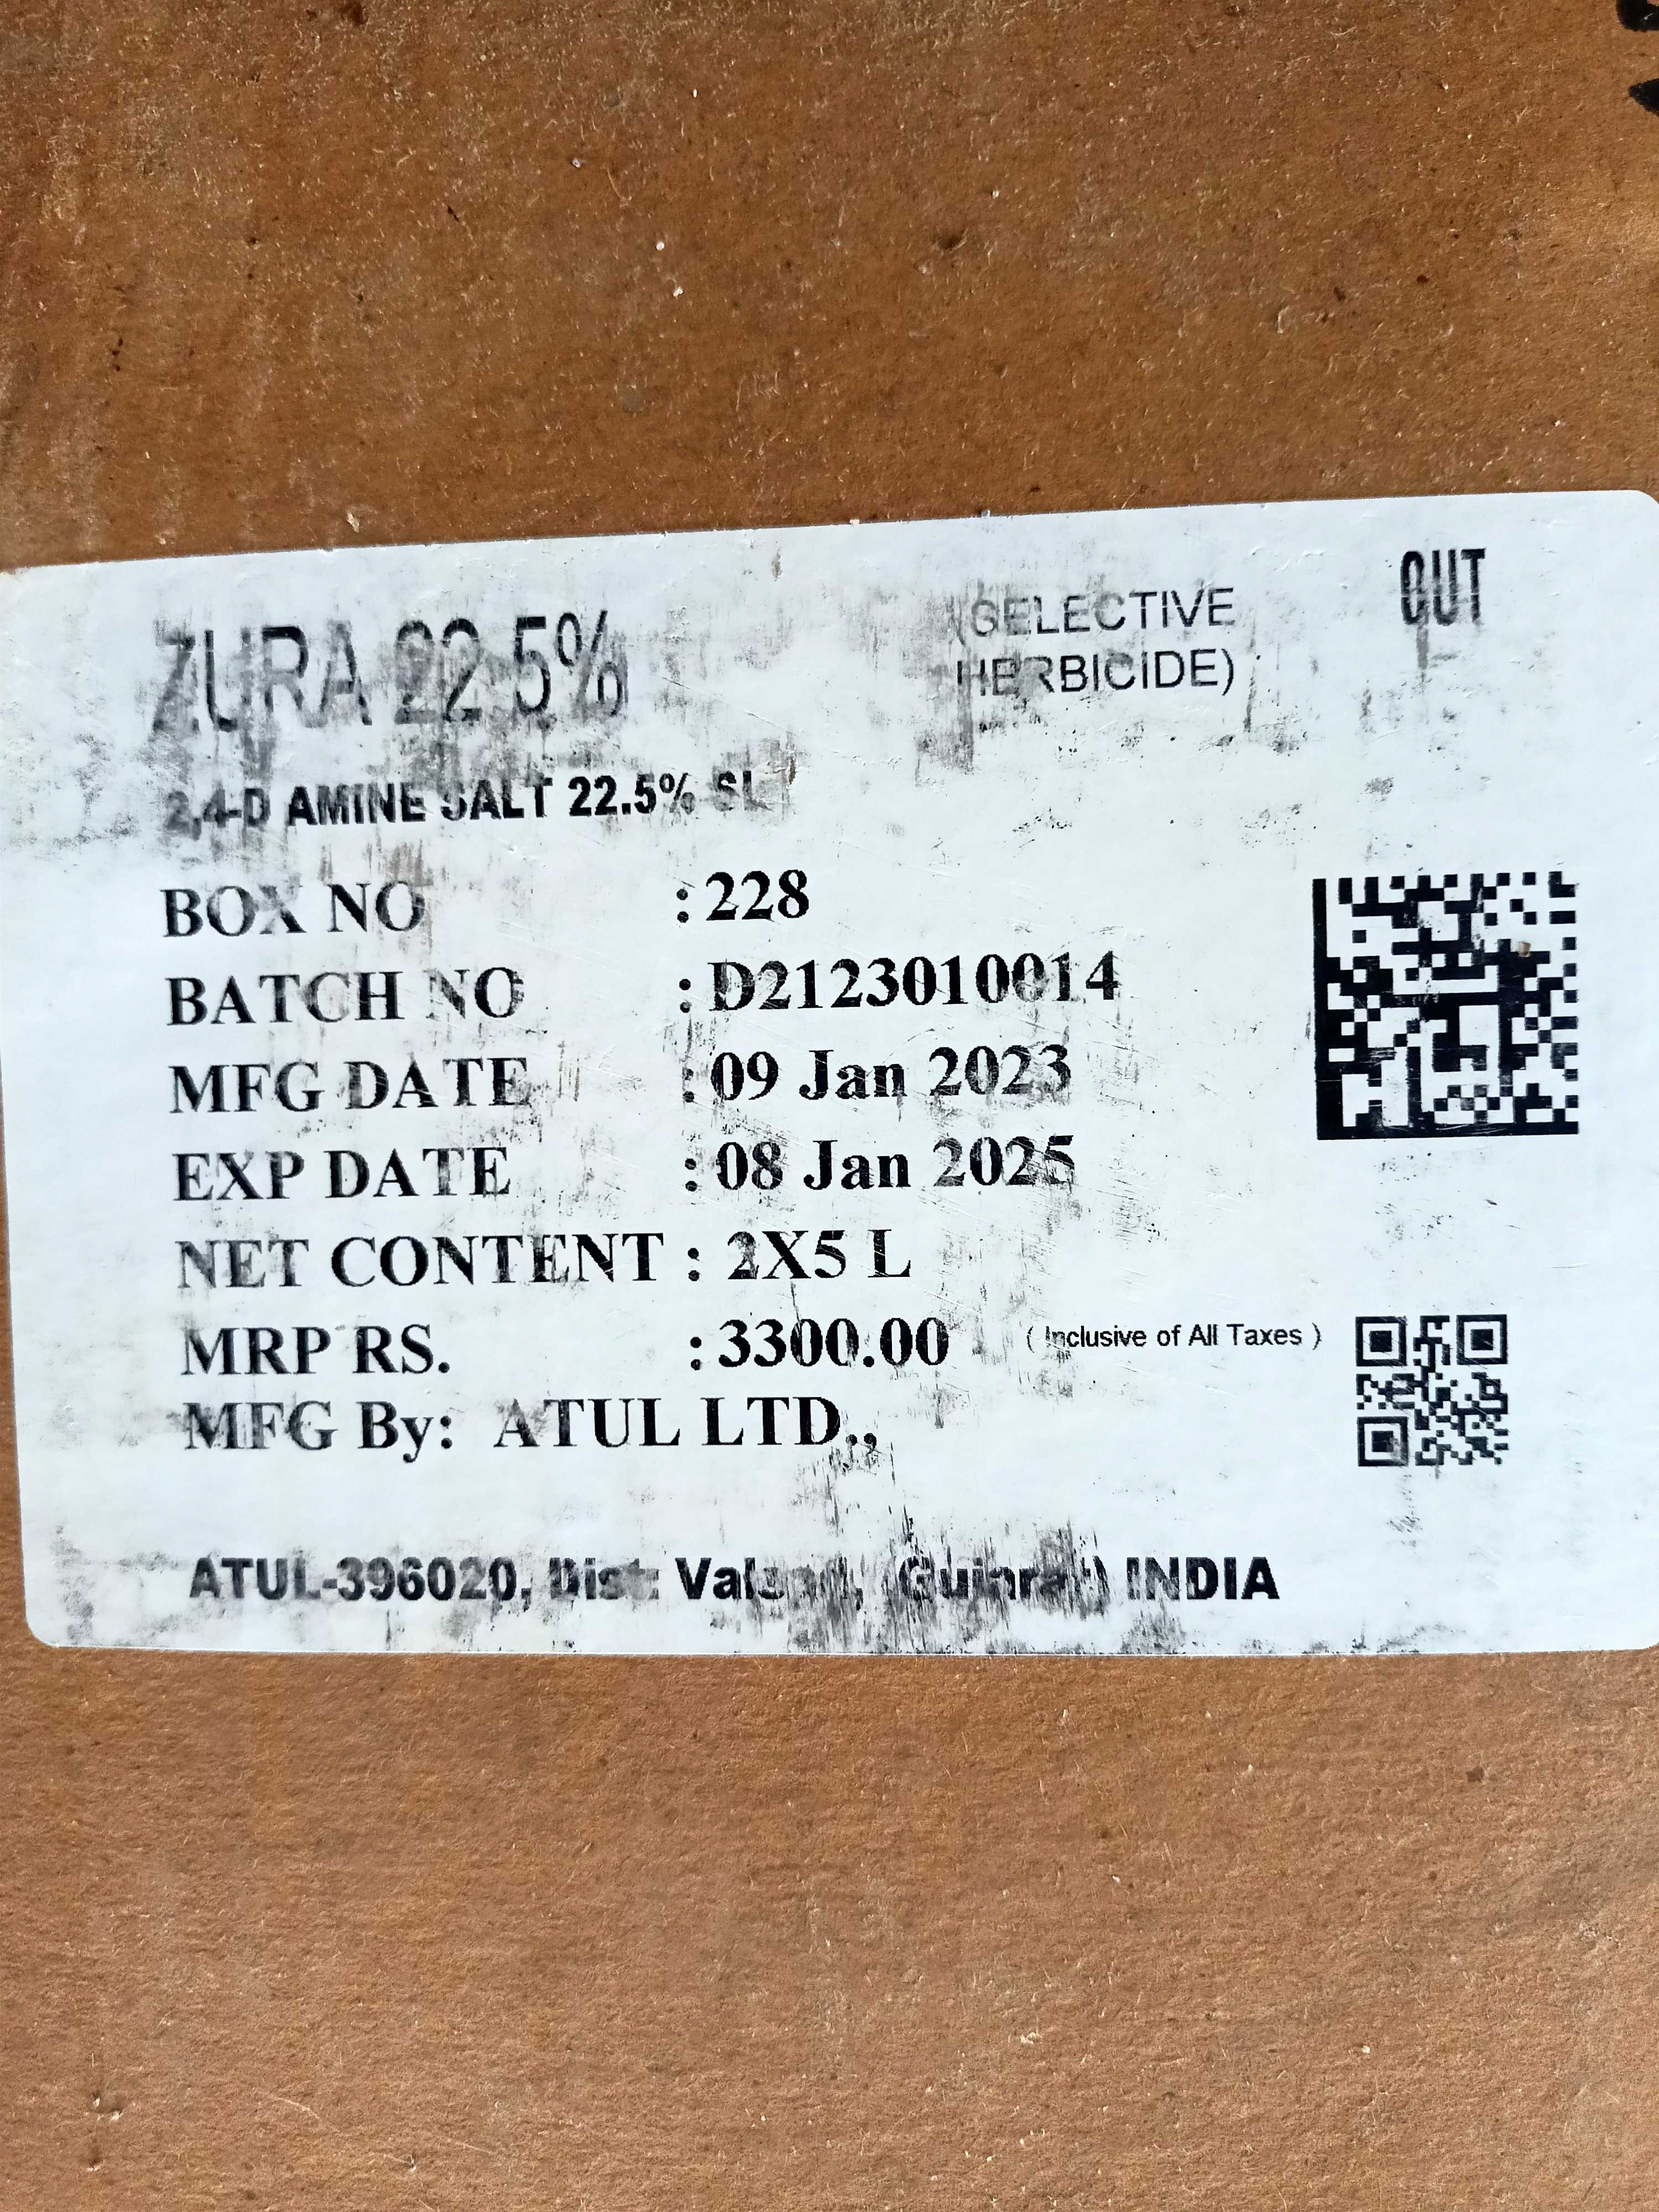 ZURA 22.5%
(SELECTIVE HERBICIDE)
OUT
2,4-D AMINE SALT 22.5% SL
BOX NO : 228
BATCH NO : D2123010014
MFG DATE : 09 Jan 2023
EXP DATE : 08 Jan 2025
NET CONTENT : 2X5 L
MRP RS. : 3300.00 ( Inclusive of All Taxes )
MFG By: ATUL LTD.,
ATUL-396020, Dist: Valsad, (Gujarat) INDIA